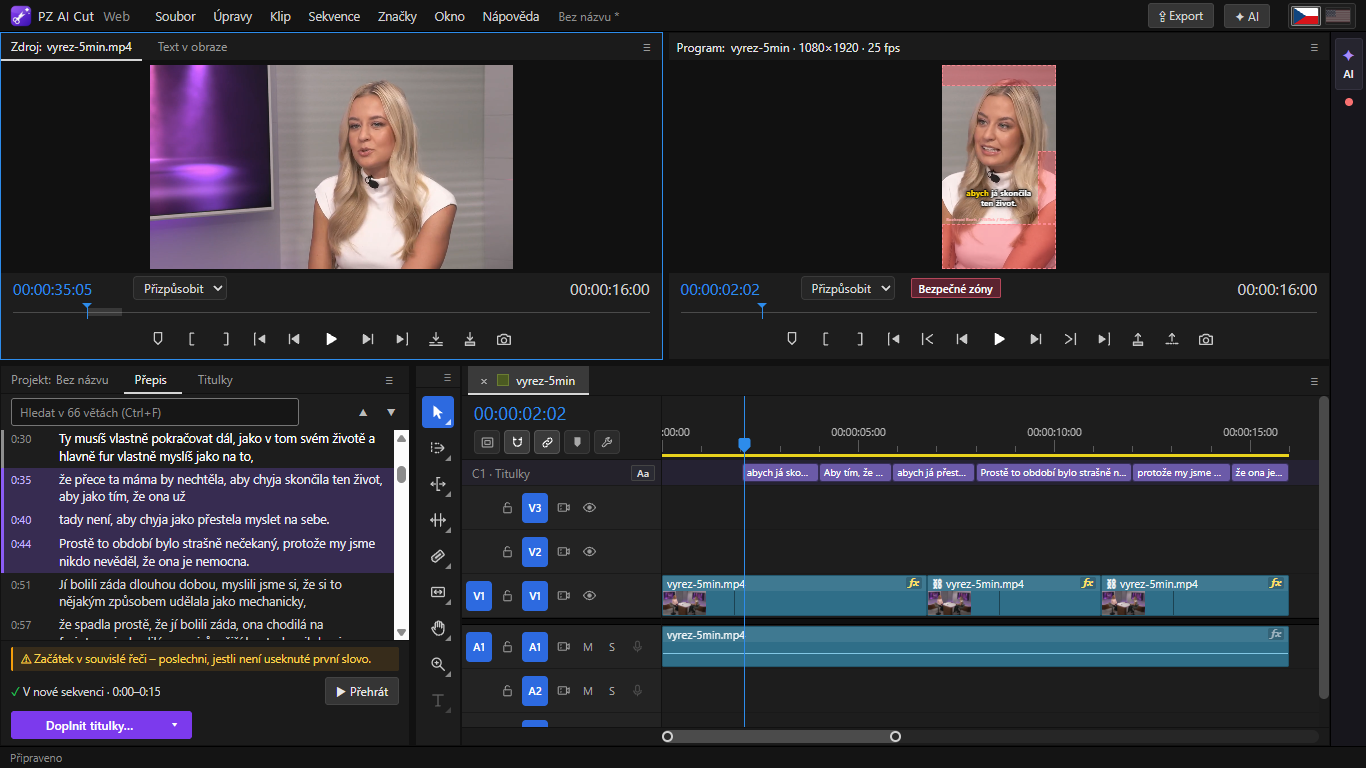 PZ AI Cut Web Soubor Úpravy Klip Sekvence Značky Okno Nápověda Bez názvu * Export AI
Zdroj: vyrez-5min.mp4 Text v obraze
Program: vyrez-5min · 1080×1920 · 25 fps
AI
abych já skončila
ten život.
00:00:35:05 Přizpůsobit 00:00:16:00
00:00:02:02 Přizpůsobit Bezpečné zóny 00:00:16:00
Projekt: Bez názvu Přepis Titulky
Hledat v 66 větách (Ctrl+F)
0:30 Ty musíš vlastně pokračovat dál, jako v tom svém životě a
hlavně fur vlastně myslíš jako na to,
0:35 že přece ta máma by nechtěla, aby chyja skončila ten život,
aby jako tím, že ona už
0:40 tady není, aby chyja jako přestela myslet na sebe.
0:44 Prostě to období bylo strašně nečekaný, protože my jsme
nikdo nevěděl, že ona je nemocna.
0:51 Jí bolili záda dlouhou dobou, myslili jsme si, že si to
nějakým způsobem udělala jako mechanicky,
0:57 že spadla prostě, že jí bolili záda, ona chodilá na
⚠ Začátek v souvislé řeči – poslechni, jestli není useknuté první slovo.
✓ V nové sekvenci · 0:00–0:15 ▶ Přehrát
Doplnit titulky...
Připraveno
× vyrez-5min
00:00:02:02
:00:00 00:00:05:00 00:00:10:00 00:00:15:00
C1 · Titulky Aa
abych já sko... Aby tím, že ... abych já přest... Prostě to období bylo strašně n... protože my jsme ... že ona je...
V3
V2
V1 V1 vyrez-5min.mp4 fx vyrez-5min.mp4 fx vyrez-5min.mp4 fx
A1 A1 M S vyrez-5min.mp4 fx
A2 M S